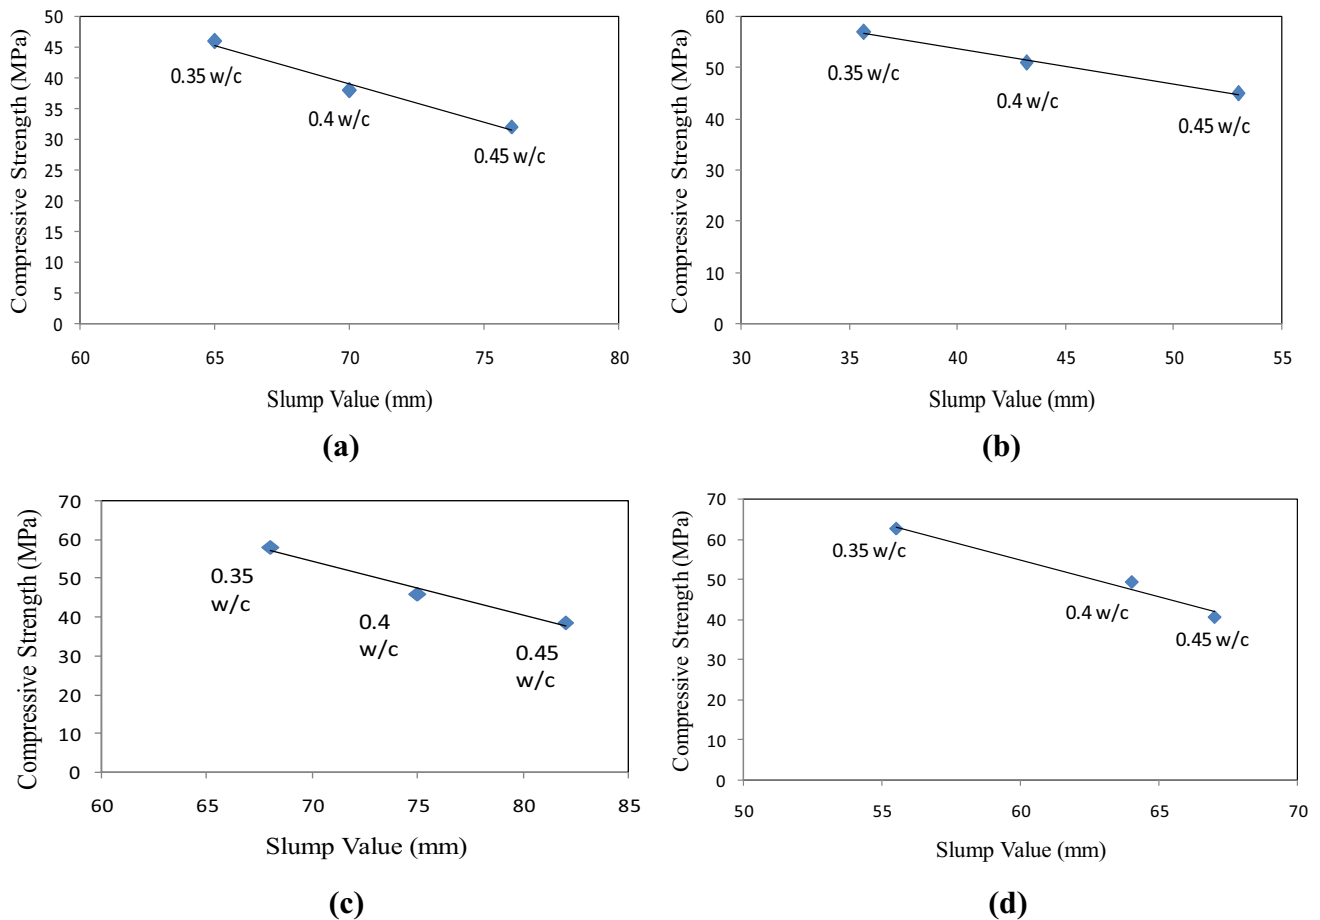 Compressive Strength (MPa)
50
45
40
35
30
25
20
15
10
5
0
0.35 w/c
0.4 w/c
0.45 w/c
60 65 70 75 80
Slump Value (mm)
(a)
Compressive Strength (MPa)
60
50
40
30
20
10
0
0.35 w/c
0.4 w/c
0.45 w/c
30 35 40 45 50 55
Slump Value (mm)
(b)
Compressive Strength (MPa)
70
60
50
40
30
20
10
0
0.35
w/c
0.4
w/c
0.45
w/c
60 65 70 75 80 85
Slump Value (mm)
(c)
Compressive Strength (MPa)
70
60
50
40
30
20
10
0
0.35 w/c
0.4 w/c
0.45 w/c
50 55 60 65 70
Slump Value (mm)
(d)